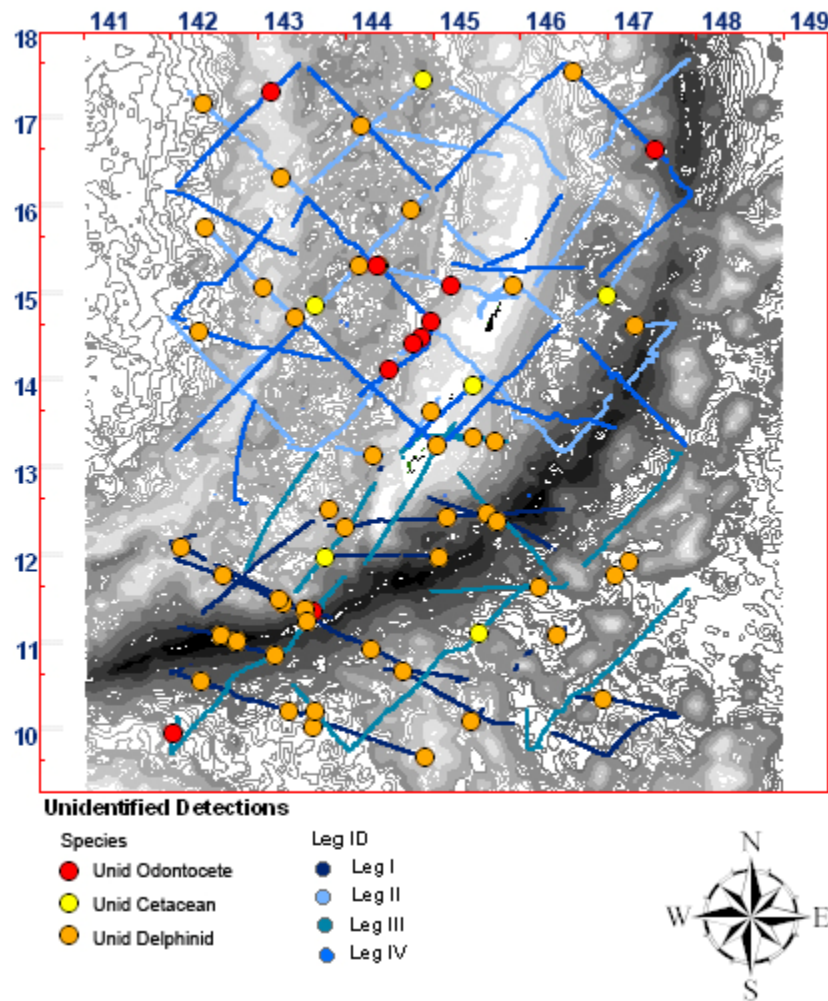 141 142 143 144 145 146 147 148 149
18
17
16
15
14
13
12
11
10
Unidentified Detections
Species
Unid Odontocete
Unid Cetacean
Unid Delphinid
Leg ID
Leg I
Leg II
Leg III
Leg IV
N
W E
S